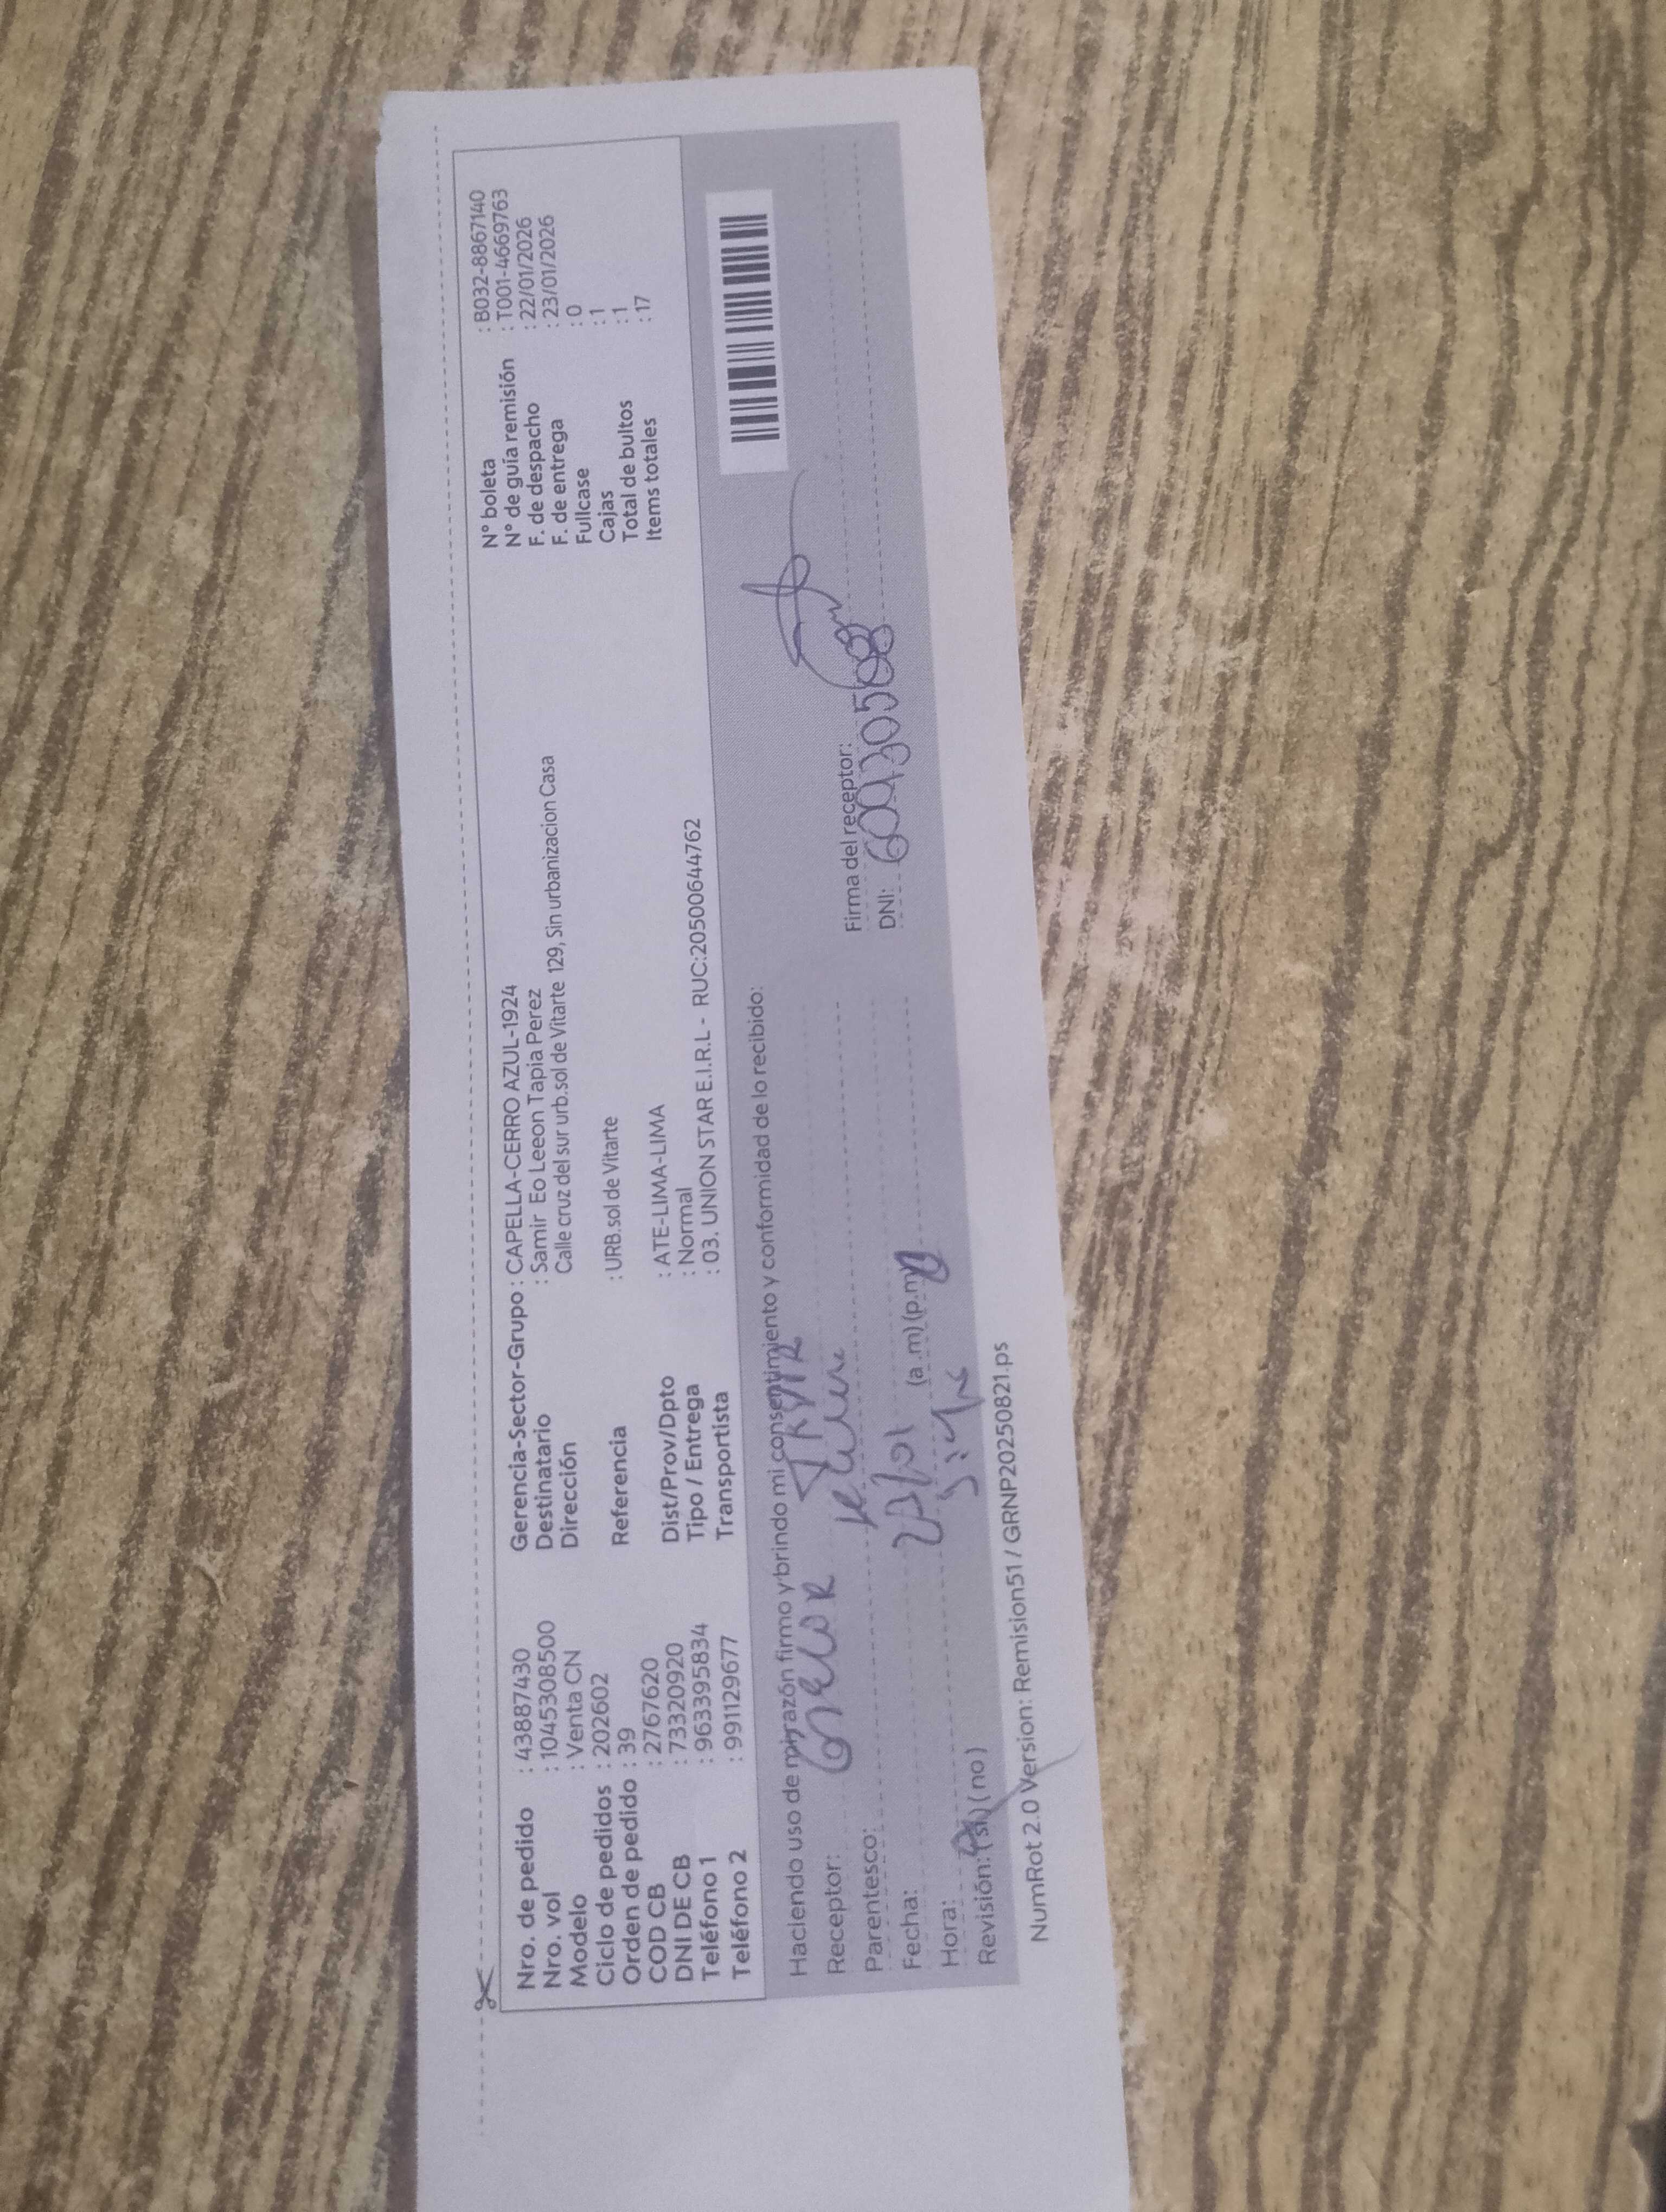 Nro. de pedido : 43887430
Nro. vol : 1045308500
Modelo : Venta CN
Ciclo de pedidos : 202602
Orden de pedido : 39
COD CB : 2767620
DNI DE CB : 73320920
Teléfono 1 : 963395834
Teléfono 2 : 991129677
Gerencia-Sector-Grupo : CAPELLA-CERRO AZUL-1924
Destinatario : Samir Eo Leeon Tapia Perez
Dirección Calle cruz del sur urb.sol de Vitarte 129, Sin urbanizacion Casa
Referencia : URB.sol de Vitarte
Dist/Prov/Dpto : ATE-LIMA-LIMA
Tipo / Entrega : Normal
Transportista : 03. UNION STAR E.I.R.L - RUC:20500644762
N° boleta : B032-8867140
N° de guía remisión : T001-4669763
F. de despacho : 22/01/2026
F. de entrega : 23/01/2026
Fullcase : 0
Cajas : 1
Total de bultos : 1
Items totales : 17
Haciendo uso de mi razón firmo y brindo mi consentimiento y conformidad de lo recibido:
Receptor:
Parentesco:
Fecha:
Hora: (a .m) (p.m)
Revisión: ( si ) ( no )
Firma del receptor:
DNI:
NumRot 2.0 Version: Remision51 / GRNP20250821.ps